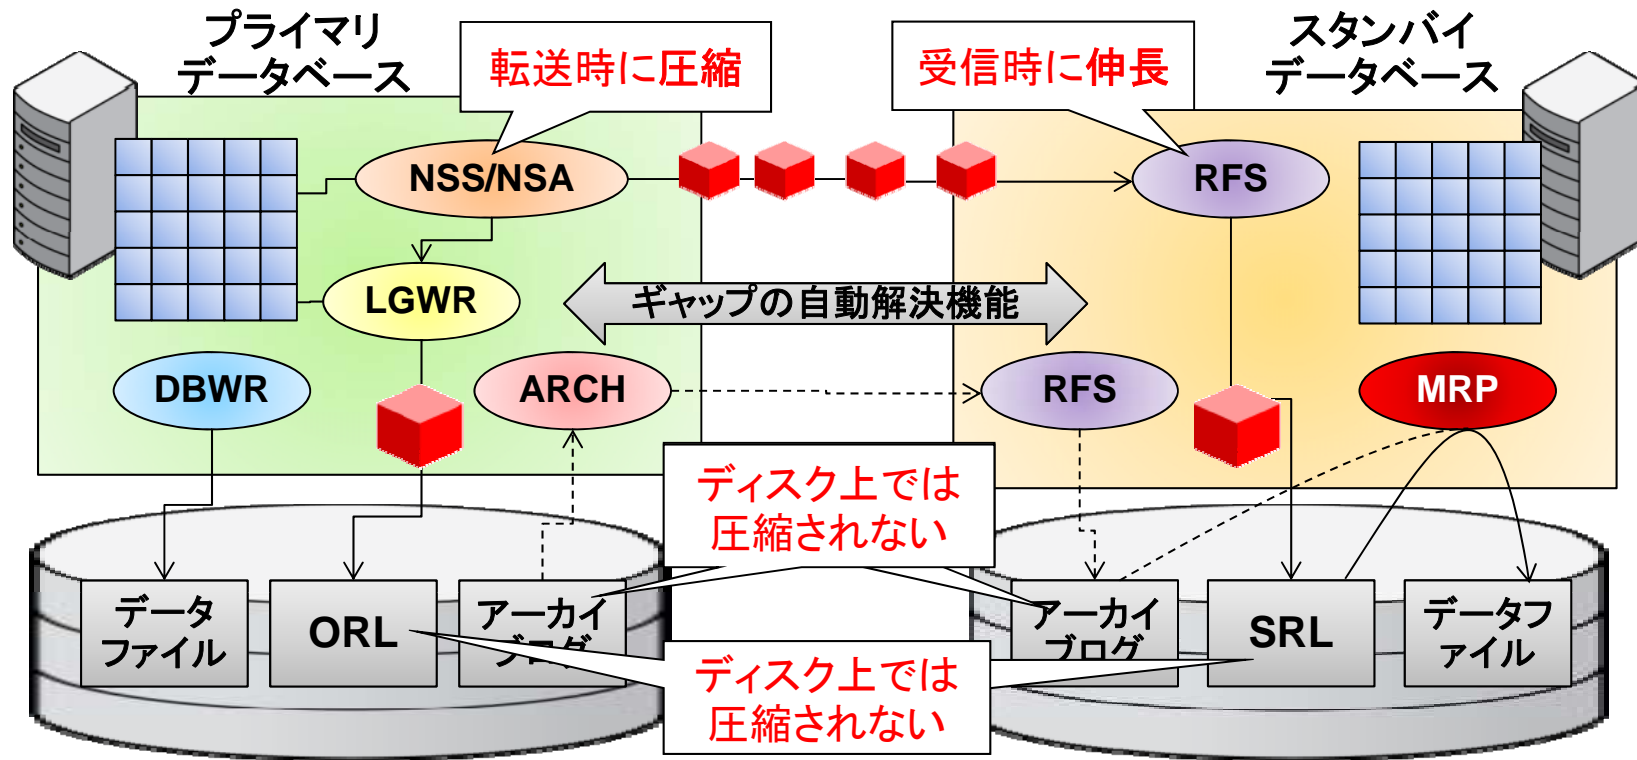 プライマリ
データベース
転送時に圧縮
受信時に伸長
スタンバイ
データベース
NSS/NSA
RFS
LGWR
ギャップの自動解決機能
DBWR
ARCH
RFS
MRP
ディスク上では
圧縮されない
データ
ファイル
ORL
アーカイ
ブログ
アーカイ
ブログ
SRL
データフ
ァイル
ディスク上では
圧縮されない